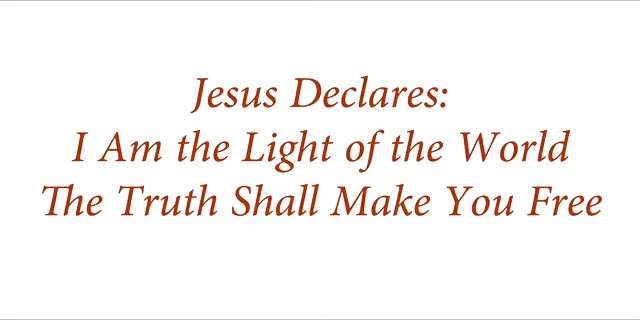 Jesus Declares:
I Am the Light of the World
The Truth Shall Make You Free